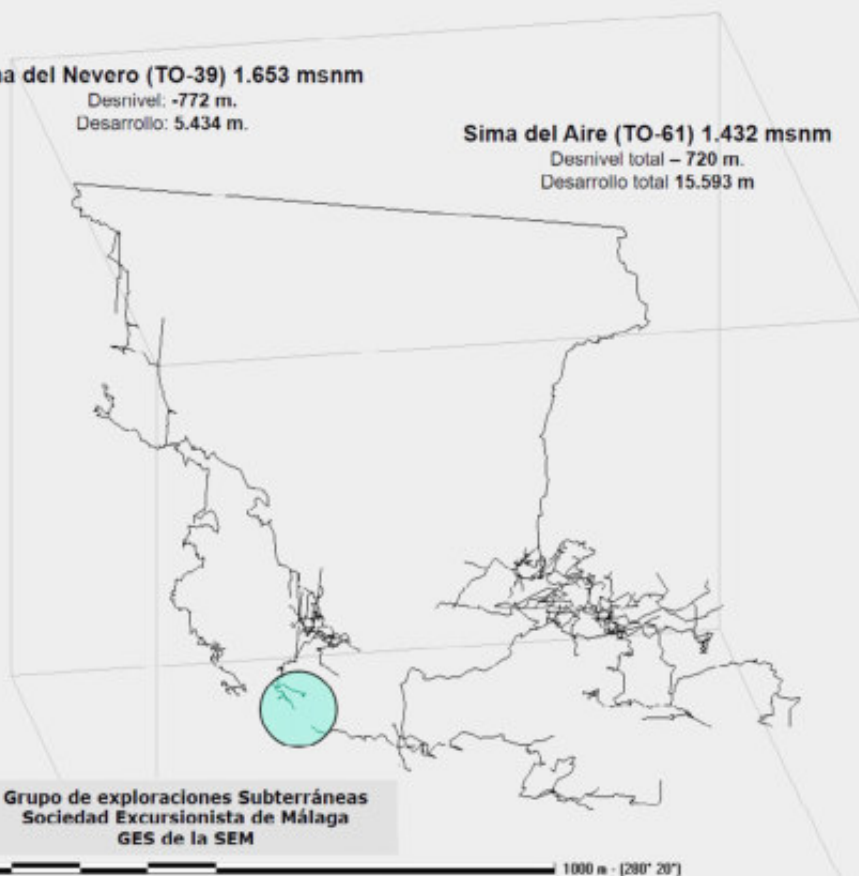 del Nevero (TO-39) 1.653 msnm
Desnivel: -772 m.
Desarrollo: 5.434 m.
Sima del Aire (TO-61) 1.432 msnm
Desnivel total – 720 m.
Desarrollo total 15.593 m
Grupo de exploraciones Subterráneas
Sociedad Excursionista de Málaga
GES de la SEM
1000 m - [280° 20°]